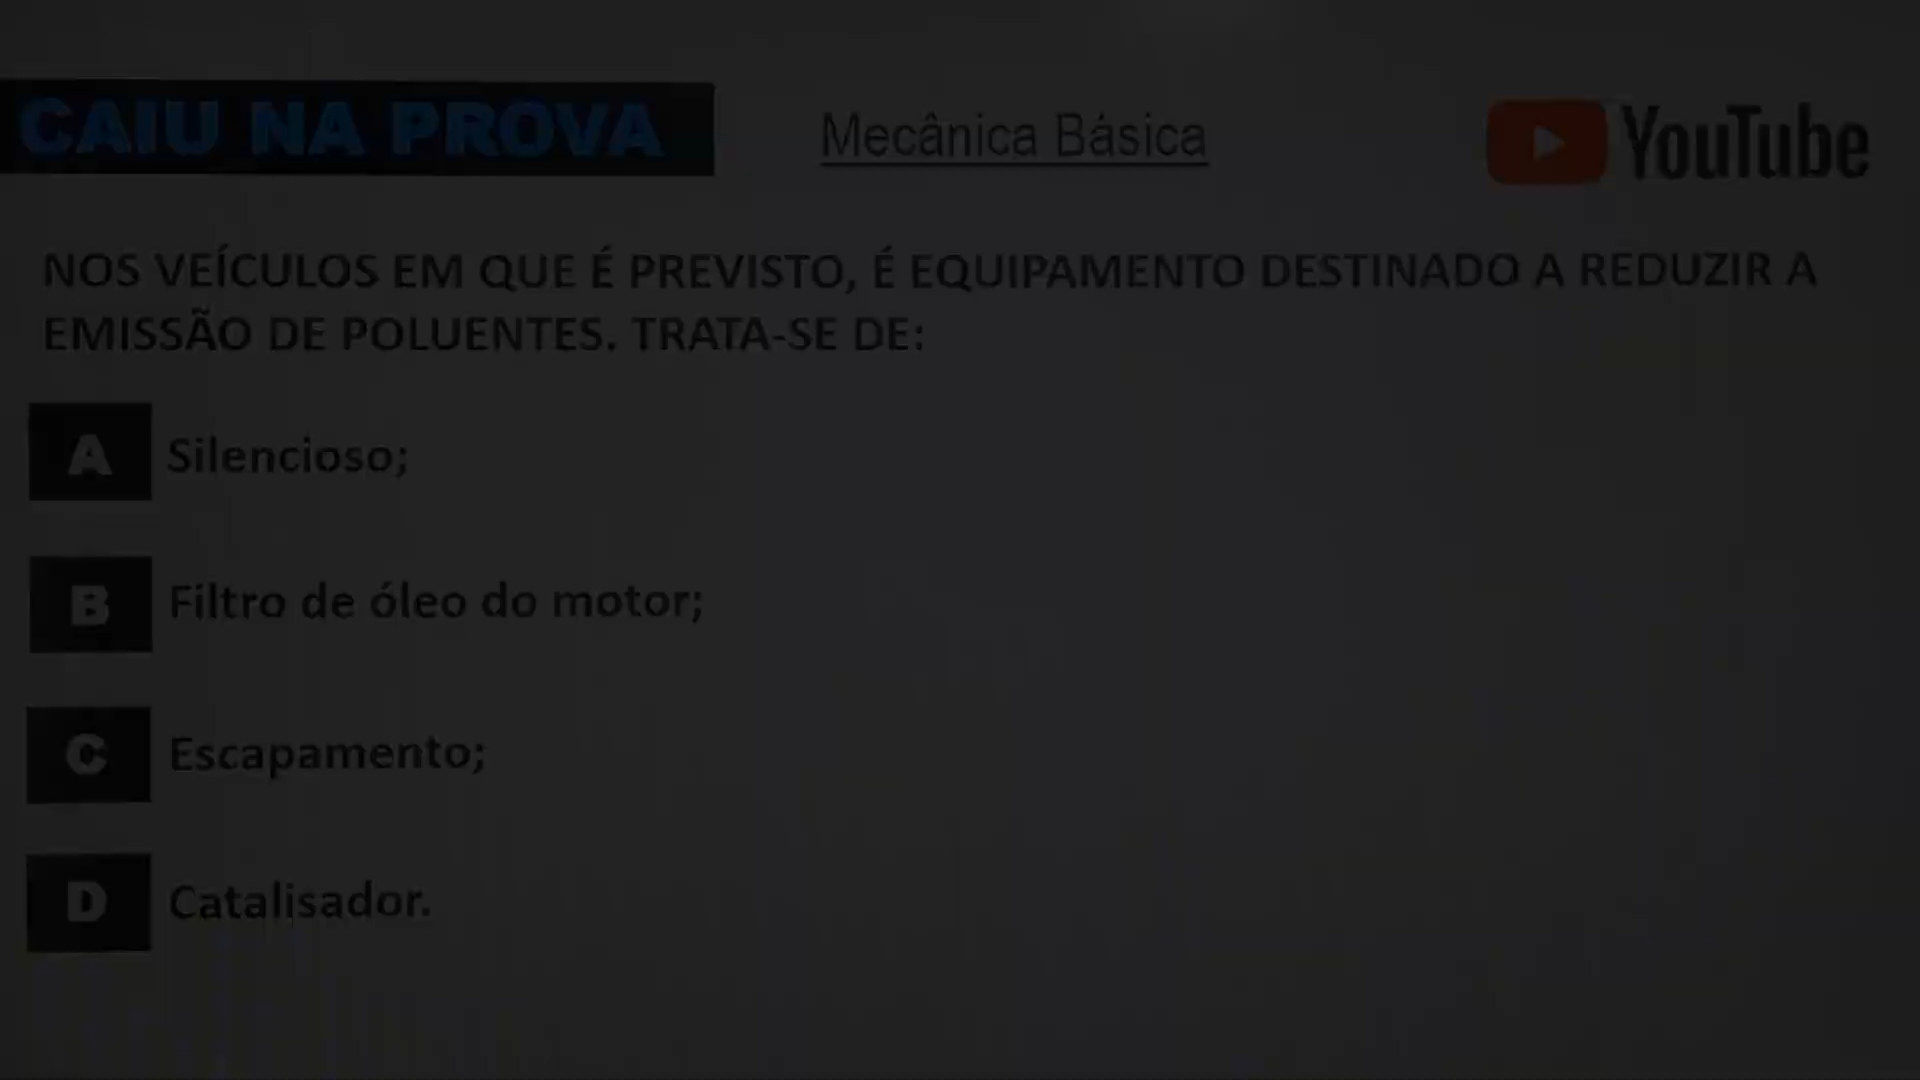 CAIU NA PROVA
Mecânica Básica
YouTube
NOS VEÍCULOS EM QUE É PREVISTO, É EQUIPAMENTO DESTINADO A REDUZIR A
EMISSÃO DE POLUENTES. TRATA-SE DE:
A Silencioso;
B Filtro de óleo do motor;
C Escapamento;
D Catalisador.